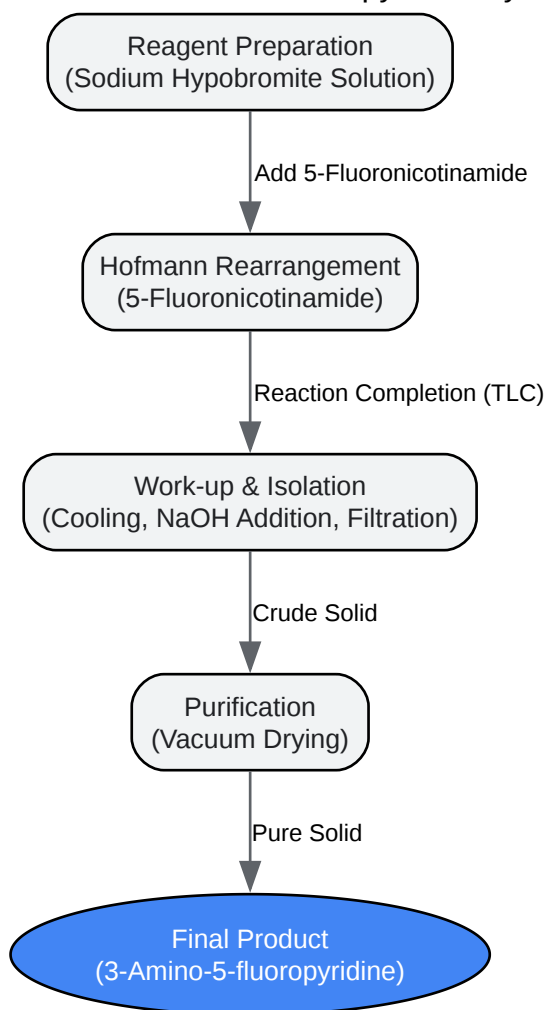 Reagent Preparation
(Sodium Hypobromite Solution)
Add 5-Fluoronicotinamide
Hofmann Rearrangement
(5-Fluoronicotinamide)
Reaction Completion (TLC)
Work-up & Isolation
(Cooling, NaOH Addition, Filtration)
Crude Solid
Purification
(Vacuum Drying)
Pure Solid
Final Product
(3-Amino-5-fluoropyridine)